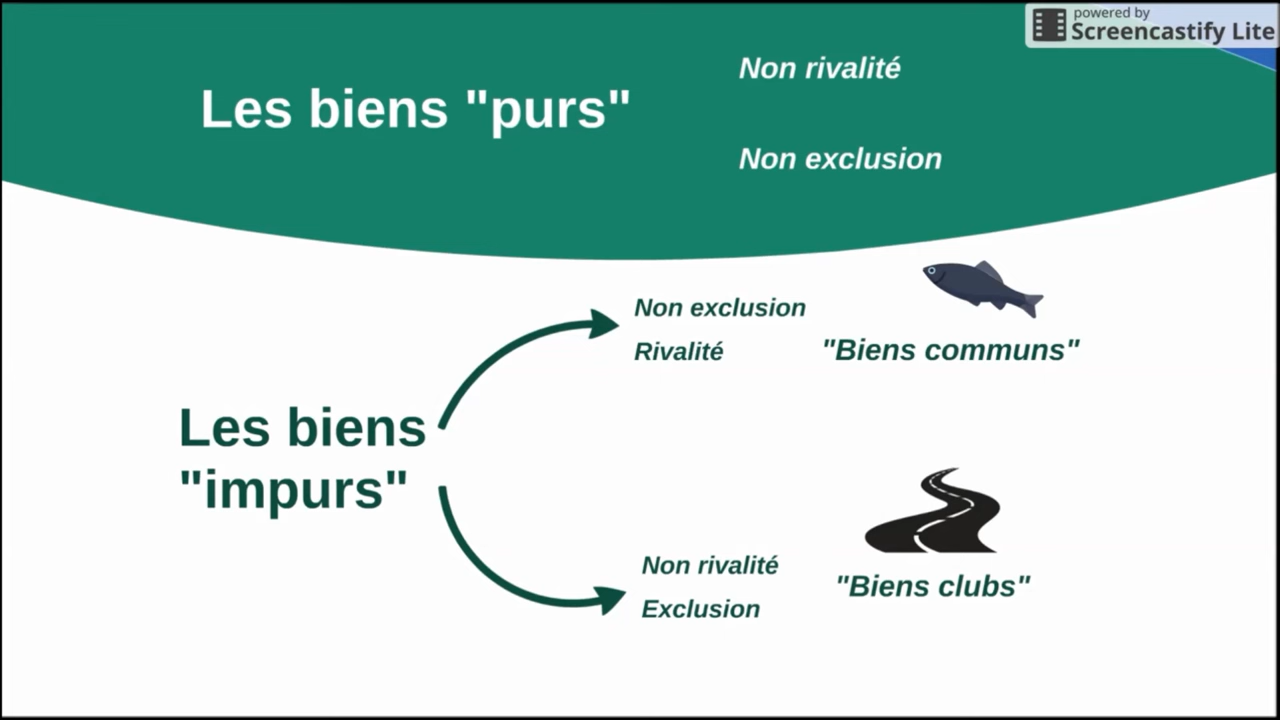 powered by
Screencastify Lite
Les biens "purs"
Non rivalité
Non exclusion
Non exclusion
Rivalité
"Biens communs"
Les biens
"impurs"
Non rivalité
Exclusion
"Biens clubs"